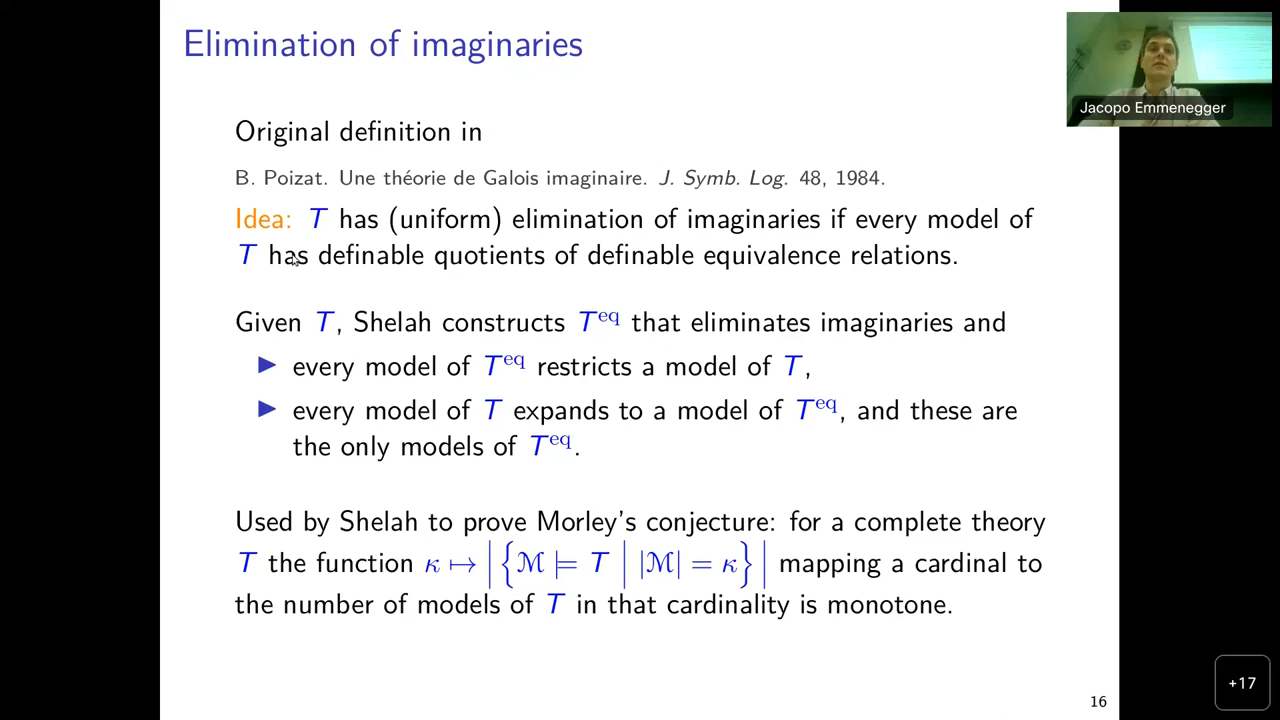 Elimination of imaginaries
Jacopo Emmenegger
Original definition in
B. Poizat. Une théorie de Galois imaginaire. J. Symb. Log. 48, 1984.
Idea: T has (uniform) elimination of imaginaries if every model of
T has definable quotients of definable equivalence relations.
Given T, Shelah constructs T^eq that eliminates imaginaries and
▶ every model of T^eq restricts a model of T,
▶ every model of T expands to a model of T^eq, and these are
the only models of T^eq.
Used by Shelah to prove Morley's conjecture: for a complete theory
T the function κ ↦ |{ℳ ⊨ T | |ℳ| = κ}| mapping a cardinal to
the number of models of T in that cardinality is monotone.
16
+17